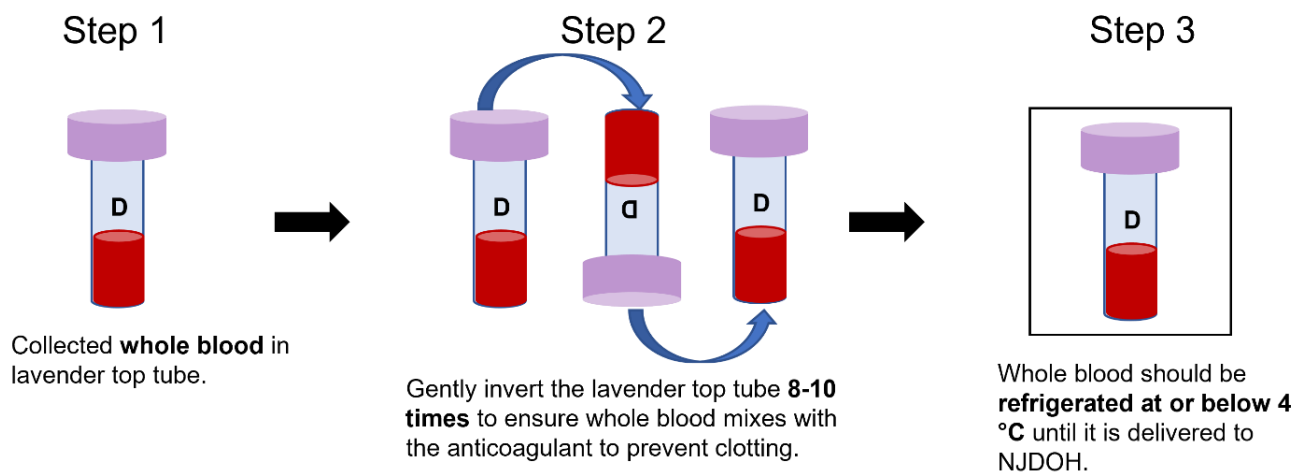 Step 1
Step 2
Step 3
D
D
D
D
D
Collected whole blood in
lavender top tube.
Gently invert the lavender top tube 8-10
times to ensure whole blood mixes with
the anticoagulant to prevent clotting.
Whole blood should be
refrigerated at or below 4
°C until it is delivered to
NJDOH.